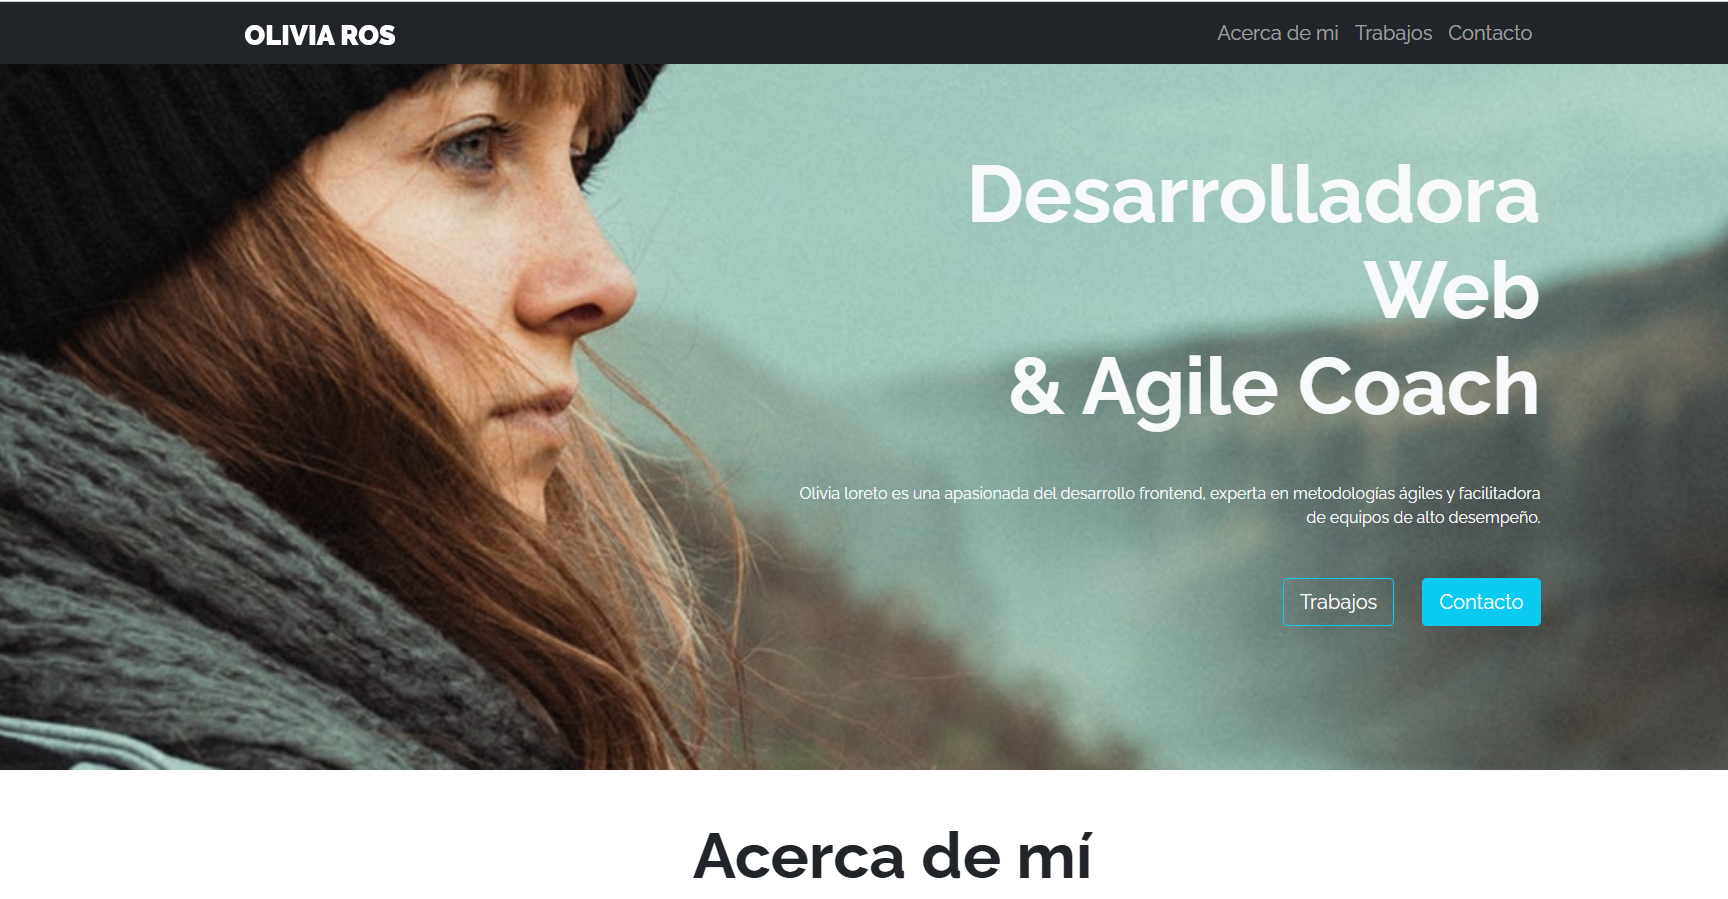 OLIVIA ROS
Acerca de mi Trabajos Contacto
Desarrolladora
Web
& Agile Coach
Olivia loreto es una apasionada del desarrollo frontend, experta en metodologías ágiles y facilitadora
de equipos de alto desempeño.
Trabajos Contacto
Acerca de mí